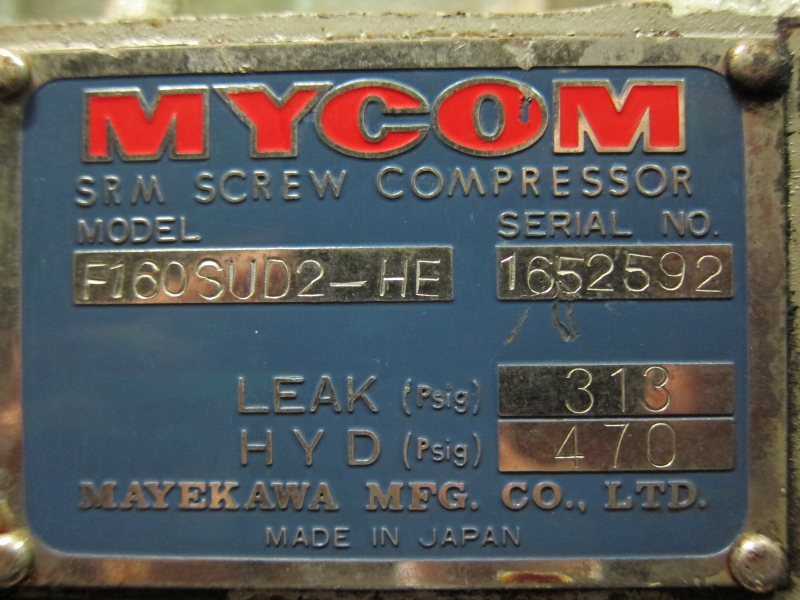 MYCOM
SRM SCREW COMPRESSOR
MODEL SERIAL NO.
F160SUD2-HE 1652592
LEAK (Psig) 313
HYD (Psig) 470
MAYEKAWA MFG. CO., LTD.
MADE IN JAPAN